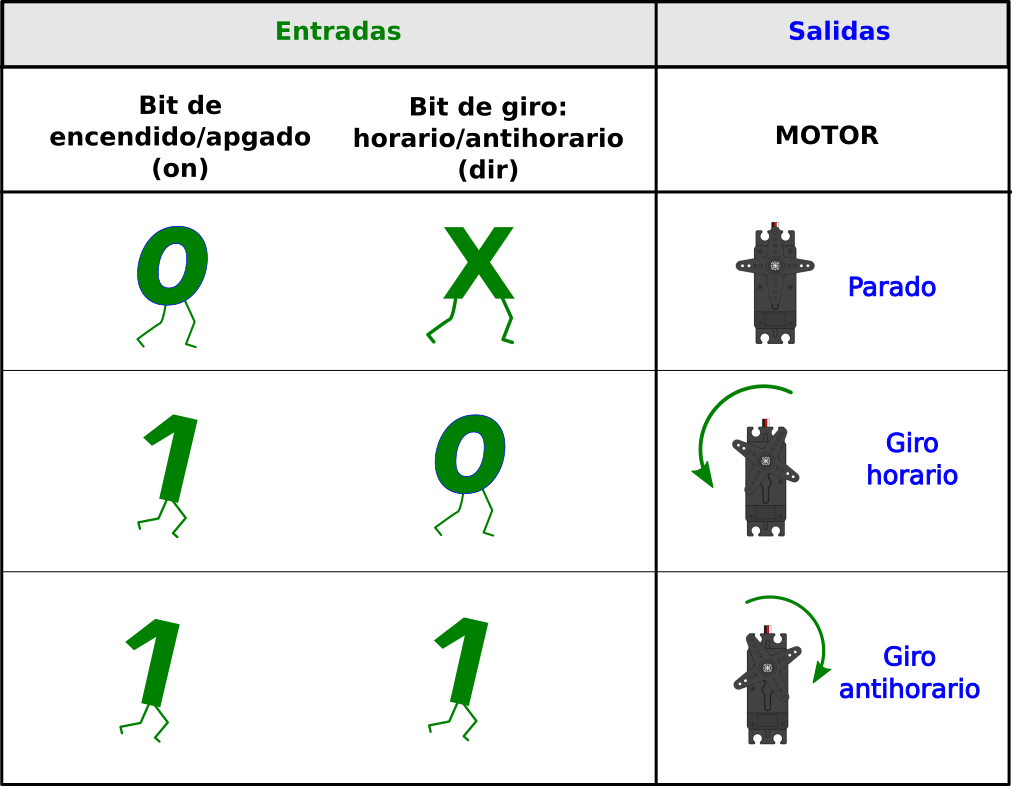 Entradas
Salidas
Bit de
encendido/apgado
(on)
Bit de giro:
horario/antihorario
(dir)
MOTOR
0
X
Parado
1
0
Giro
horario
1
1
Giro
antihorario